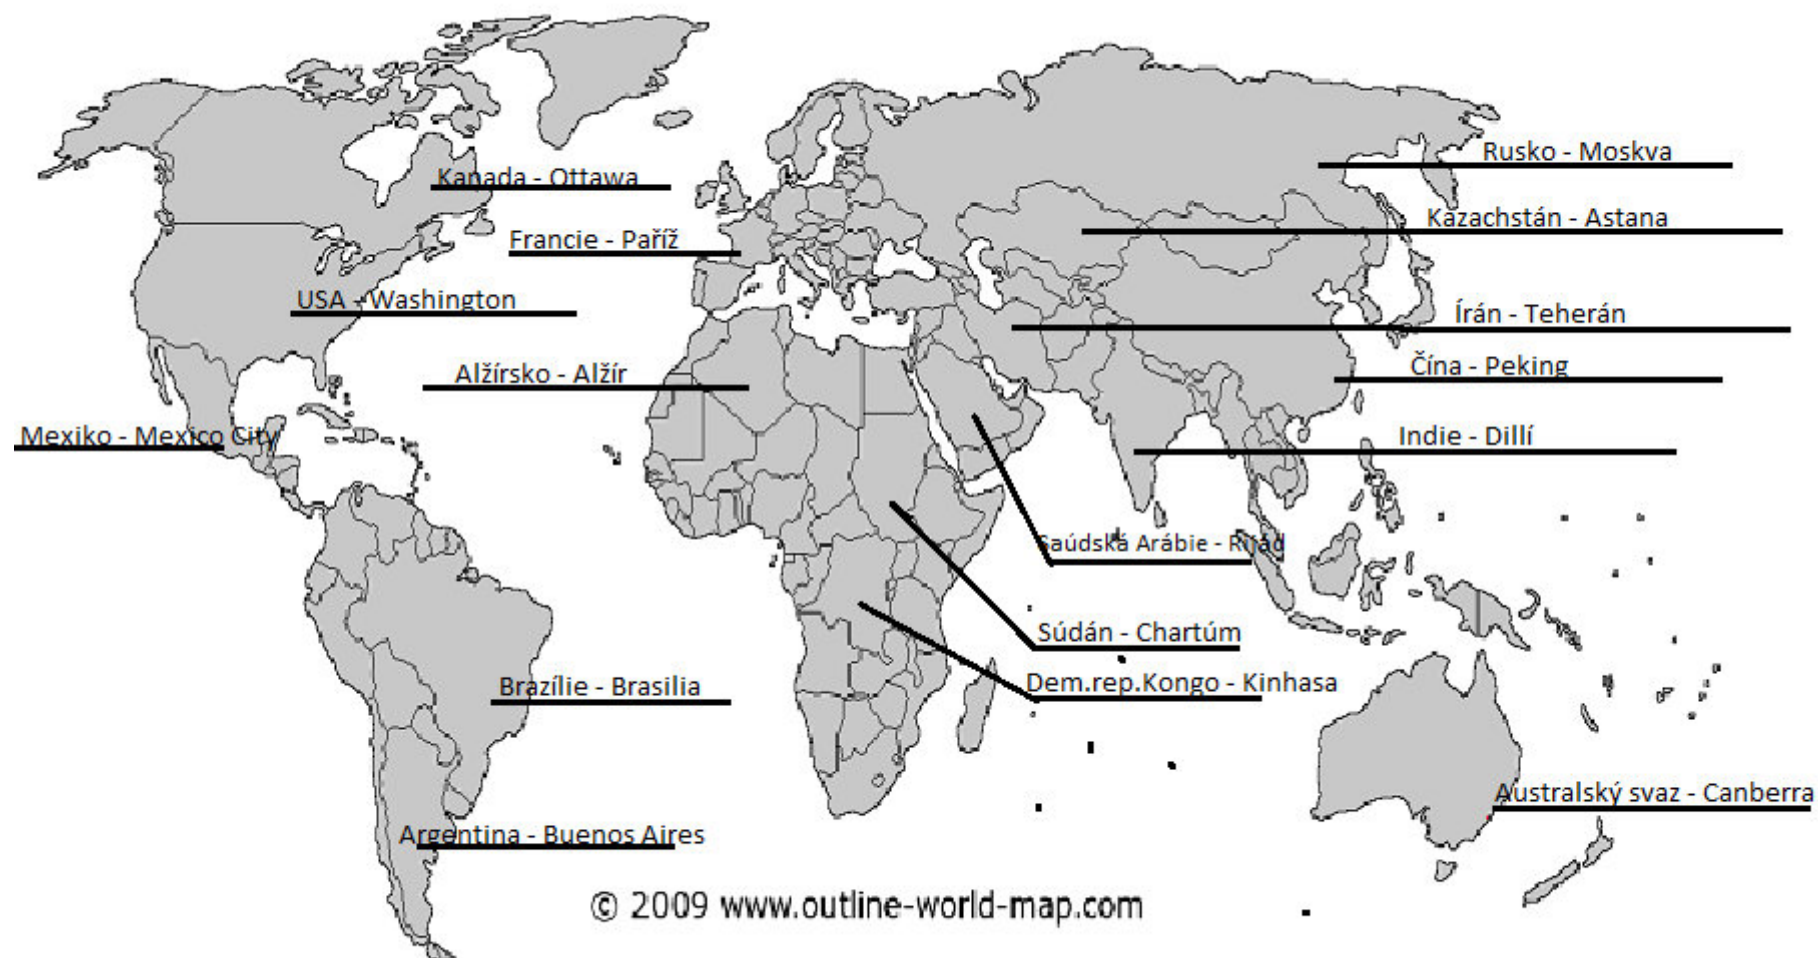 Rusko - Moskva
Kanada - Ottawa
Kazachstán - Astana
Francie - Paříž
USA - Washington
Írán - Teherán
Alžírsko - Alžír
Čína - Peking
Mexiko - Mexico City
Indie - Dillí
Saúdská Arábie - Rijád
Súdán - Chartúm
Dem.rep.Kongo - Kinhasa
Brazílie - Brasilia
Australský svaz - Canberra
Argentina - Buenos Aires
© 2009 www.outline-world-map.com